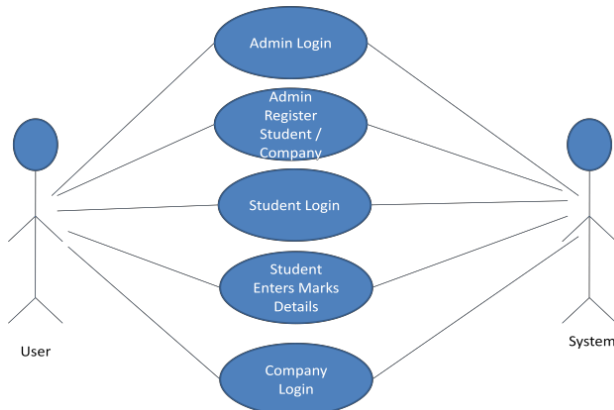 Admin Login
Admin
Register
Student /
Company
Student Login
Student
Enters Marks
Details
Company
Login
User
System